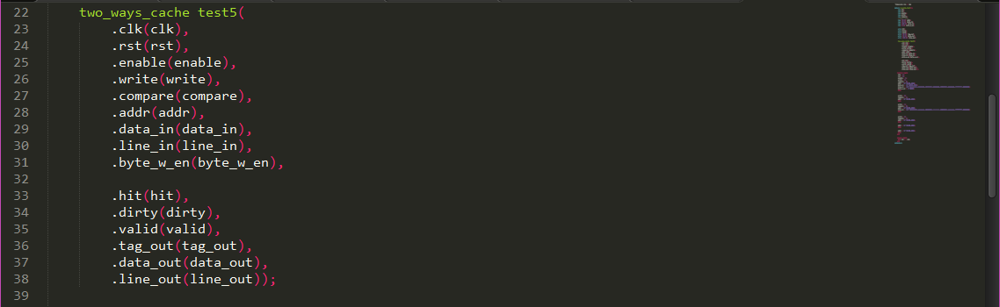 22 two_ways_cache test5(
23 .clk(clk),
24 .rst(rst),
25 .enable(enable),
26 .write(write),
27 .compare(compare),
28 .addr(addr),
29 .data_in(data_in),
30 .line_in(line_in),
31 .byte_w_en(byte_w_en),
32
33 .hit(hit),
34 .dirty(dirty),
35 .valid(valid),
36 .tag_out(tag_out),
37 .data_out(data_out),
38 .line_out(line_out));
39